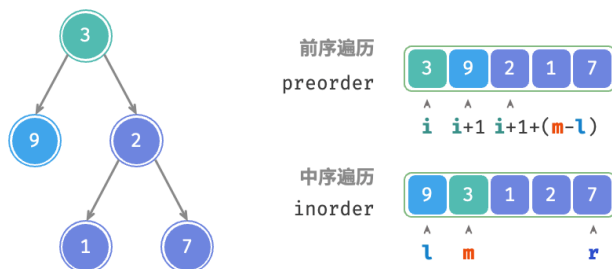 3
9
2
1
7
前序遍历
preorder
3 9 2 1 7
i i+1 i+1+(m-l)
中序遍历
inorder
9 3 1 2 7
l m r